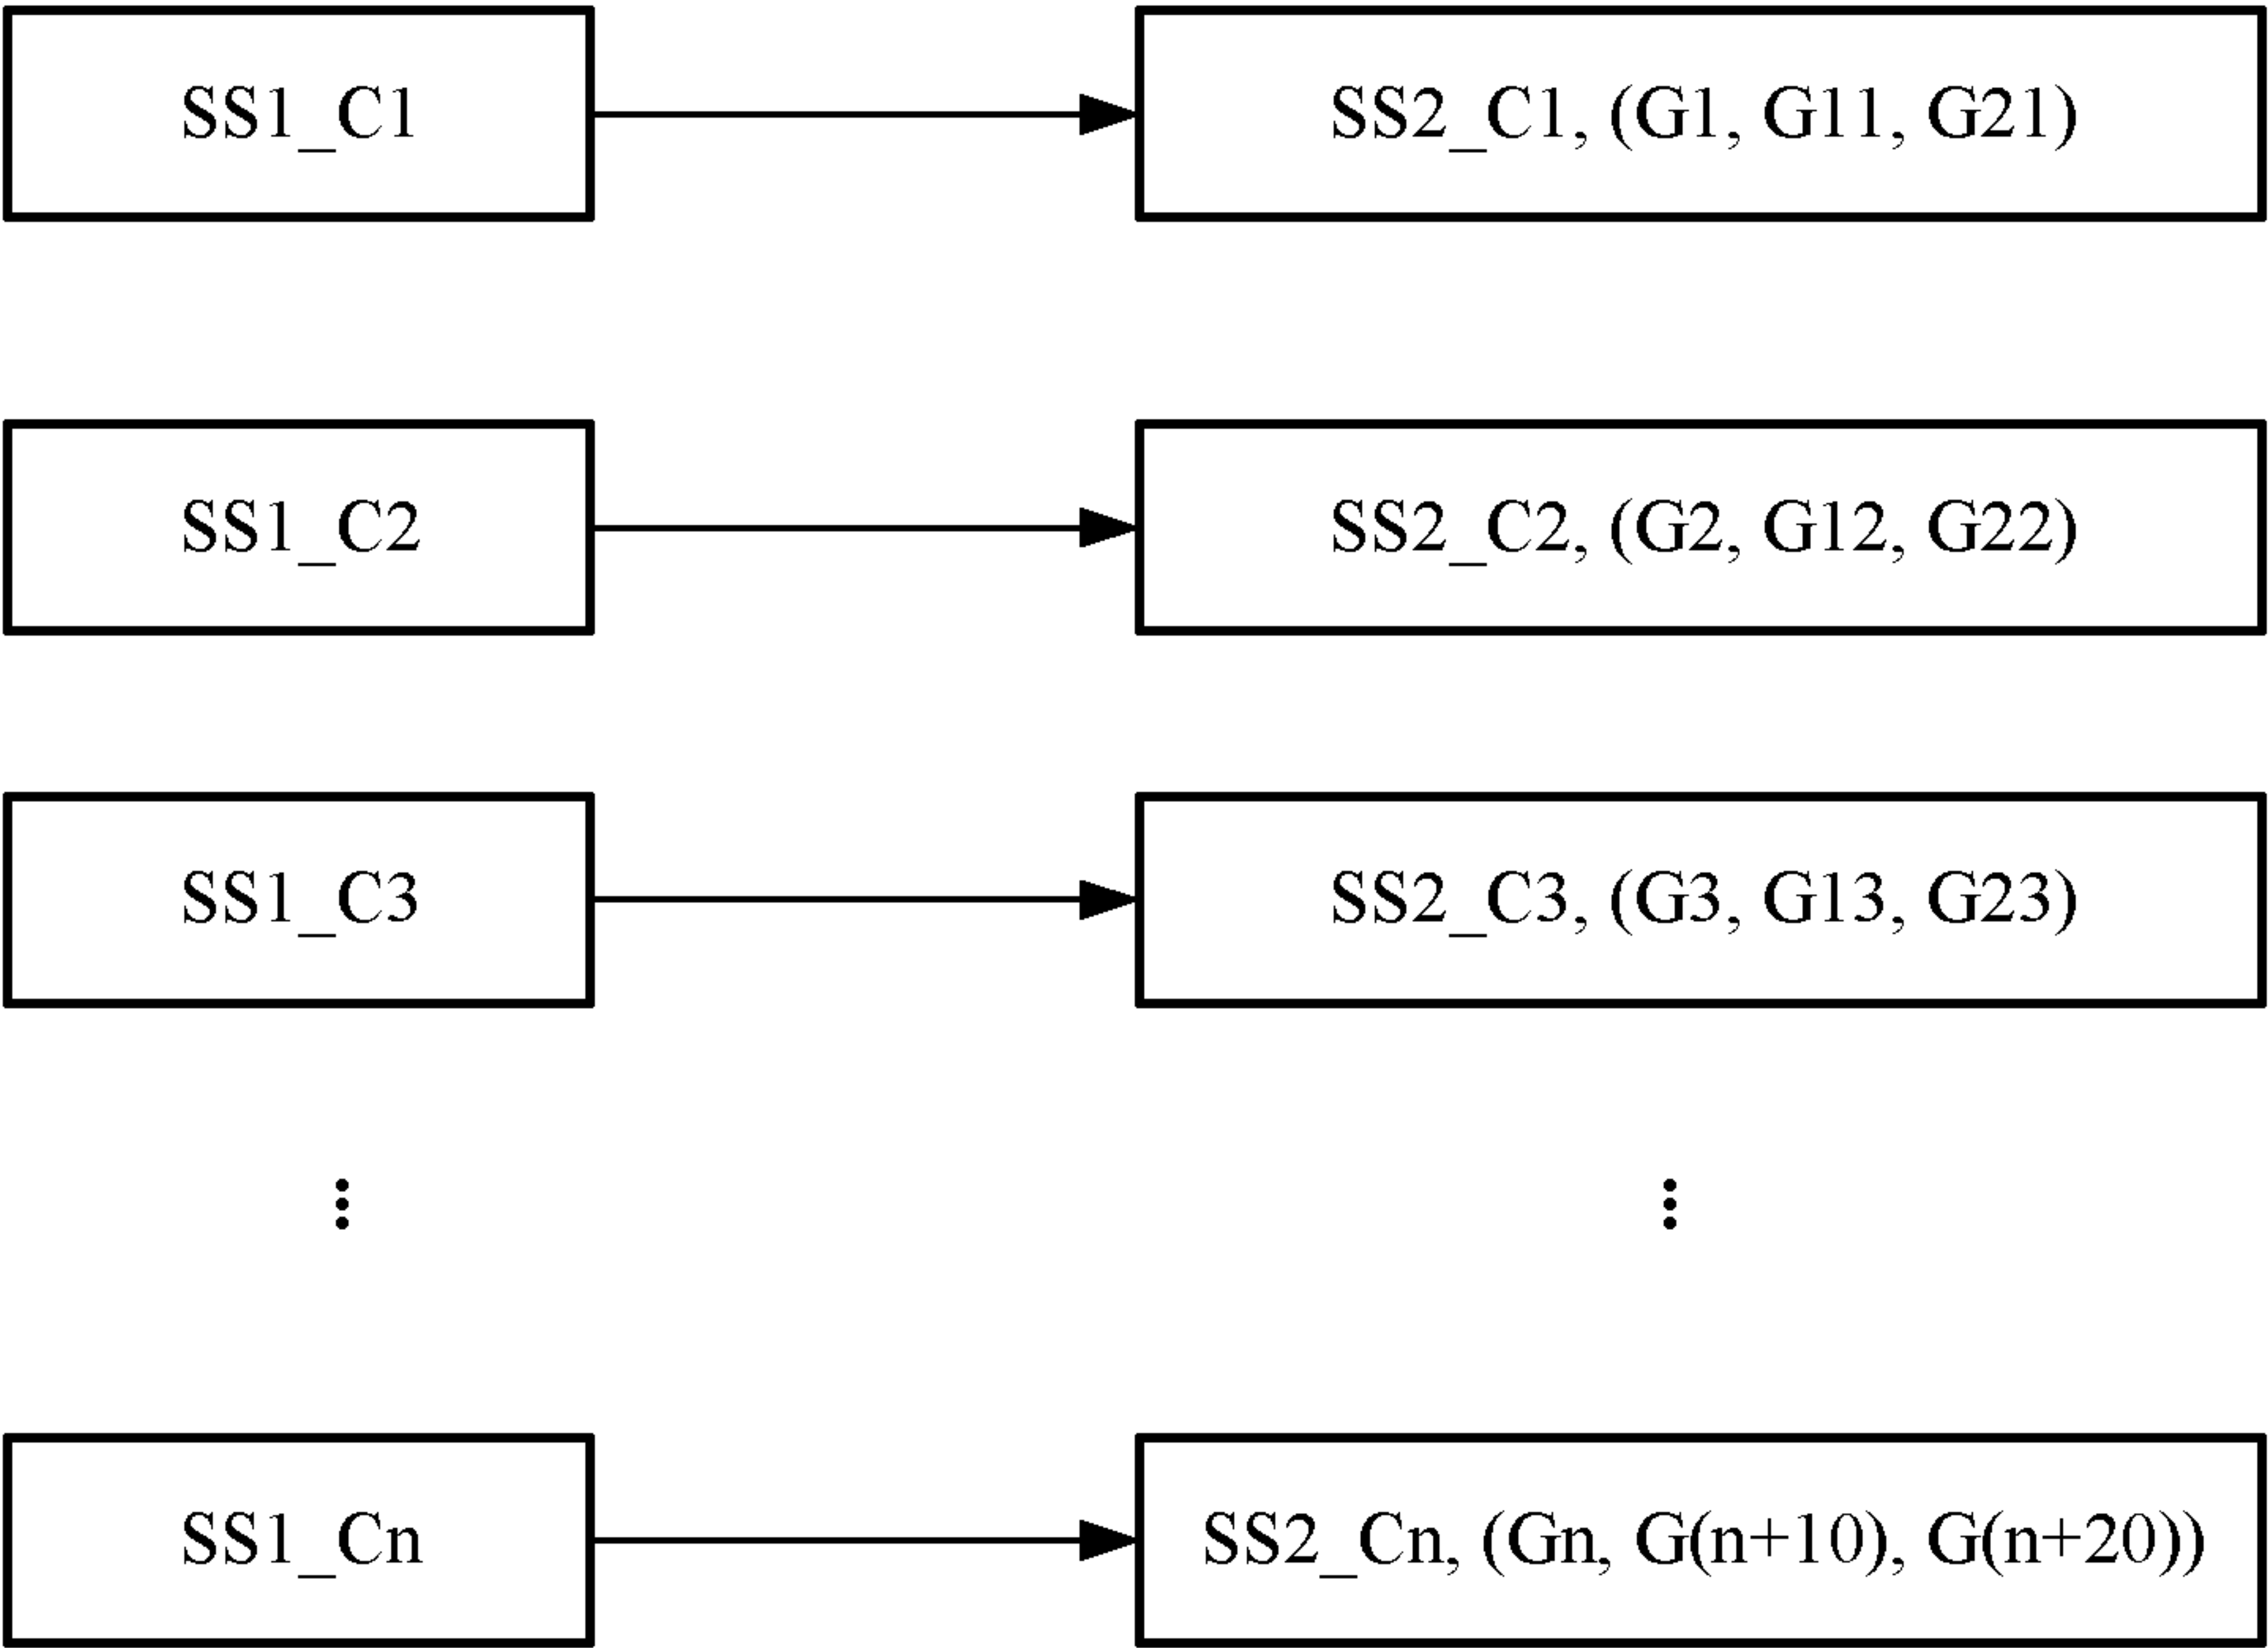 SS1_C1
SS2_C1, (G1, G11, G21)
SS1_C2
SS2_C2, (G2, G12, G22)
SS1_C3
SS2_C3, (G3, G13, G23)
SS1_Cn
SS2_Cn, (Gn, G(n+10), G(n+20))